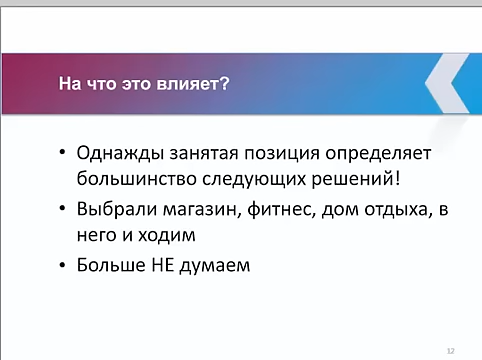 На что это влияет?
• Однажды занятая позиция определяет
большинство следующих решений!
• Выбрали магазин, фитнес, дом отдыха, в
него и ходим
• Больше НЕ думаем
12